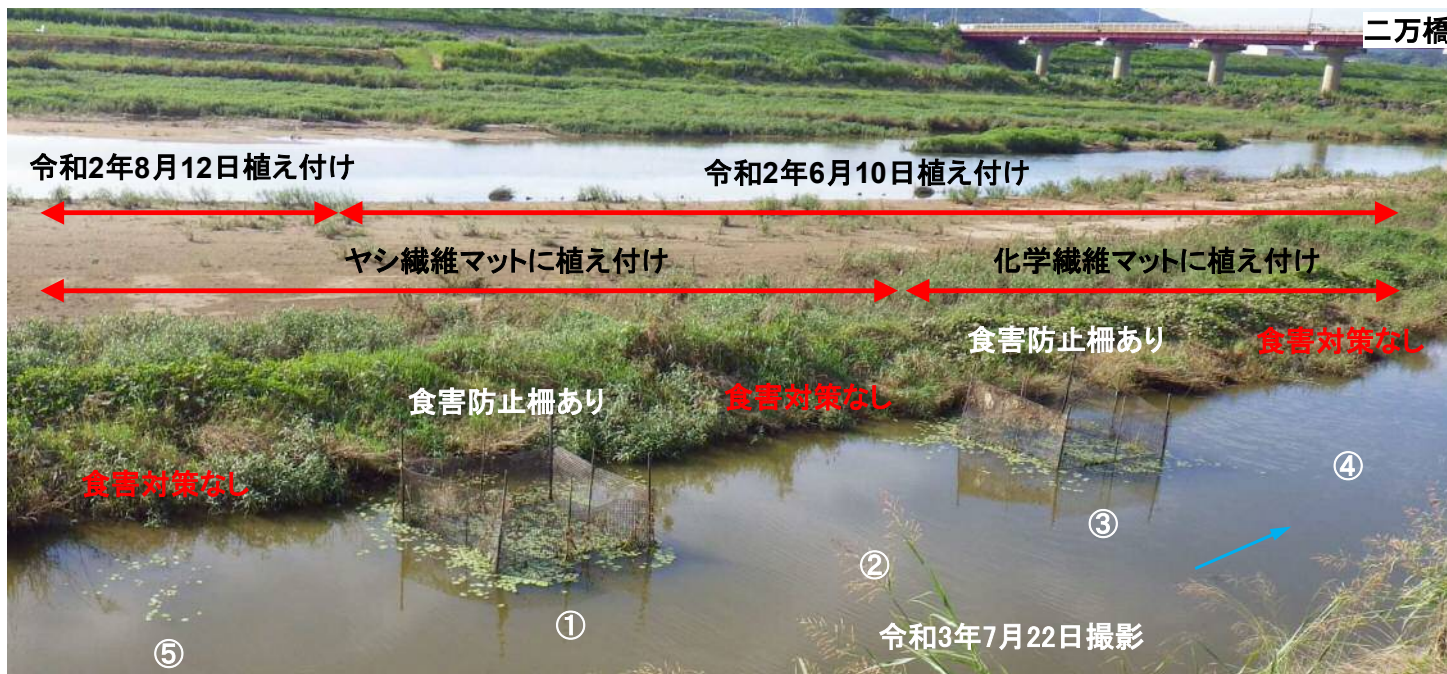 二万橋
令和2年8月12日植え付け
令和2年6月10日植え付け
ヤシ繊維マットに植え付け
化学繊維マットに植え付け
食害防止柵あり
食害対策なし
食害防止柵あり
食害対策なし
食害対策なし
④
③
②
①
令和3年7月22日撮影
⑤